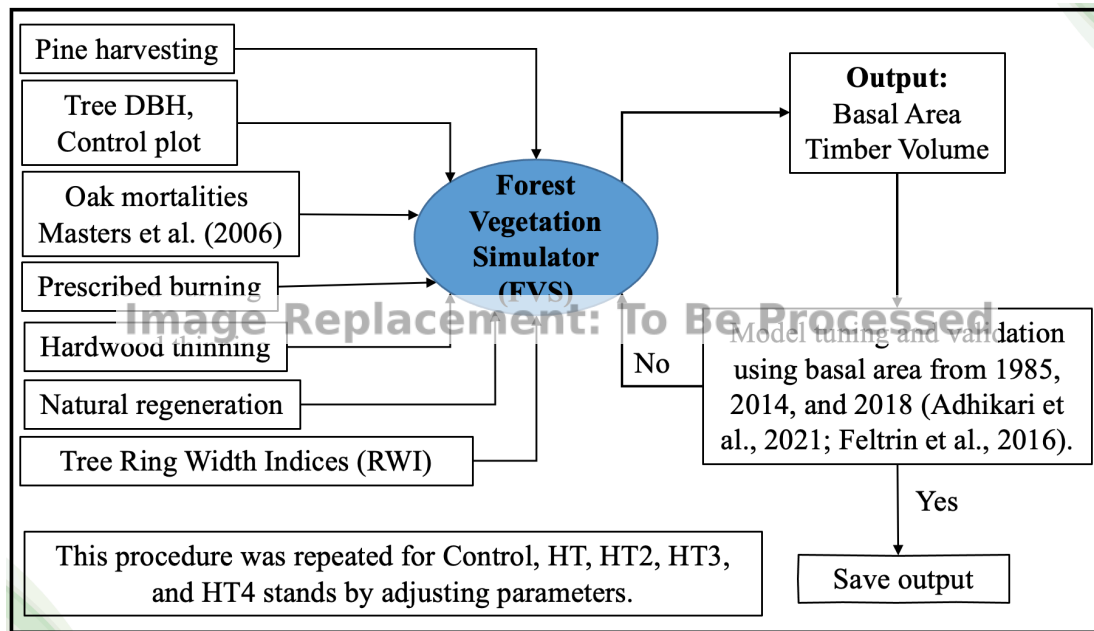 Pine harvesting
Tree DBH,
Control plot
Oak mortalities
Masters et al. (2006)
Prescribed burning
Hardwood thinning
Natural regeneration
Tree Ring Width Indices (RWI)
Forest
Vegetation
Simulator
(FVS)
Output:
Basal Area
Timber Volume
Image Replacement: To Be Processed
Model tuning and validation
using basal area from 1985,
2014, and 2018 (Adhikari et
al., 2021; Feltrin et al., 2016).
No
Yes
Save output
This procedure was repeated for Control, HT, HT2, HT3,
and HT4 stands by adjusting parameters.